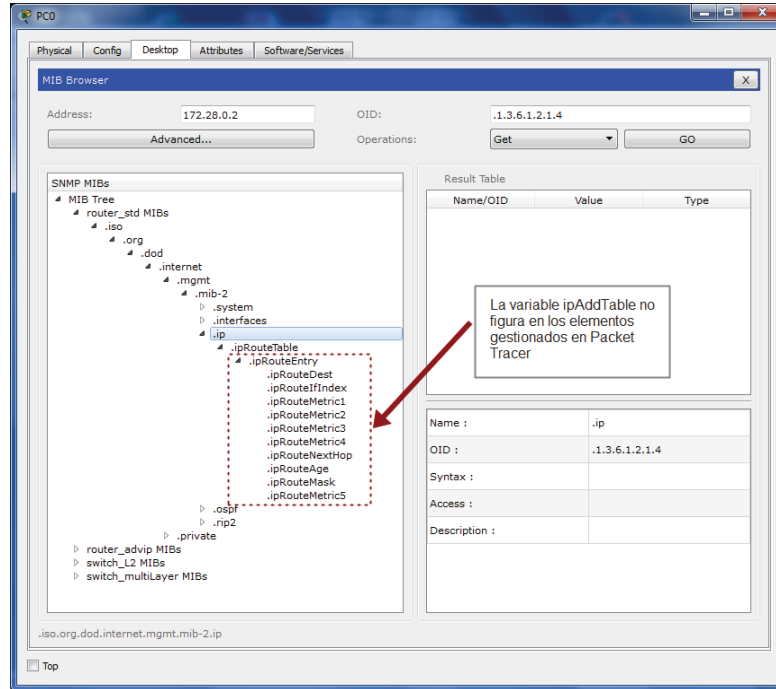 PC0
Physical Config Desktop Attributes Software/Services
MIB Browser X
Address: 172.28.0.2 OID: .1.3.6.1.2.1.4
Advanced... Operations: Get GO
SNMP MIBs
MIB Tree
router_std MIBs
.iso
.org
.dod
.internet
.mgmt
.mib-2
.system
.interfaces
.ip
.ipRouteTable
.ipRouteEntry
.ipRouteDest
.ipRouteIfIndex
.ipRouteMetric1
.ipRouteMetric2
.ipRouteMetric3
.ipRouteMetric4
.ipRouteNextHop
.ipRouteAge
.ipRouteMask
.ipRouteMetric5
.ospf
.rip2
.private
router_advip MIBs
switch_L2 MIBs
switch_multiLayer MIBs
Result Table
Name/OID Value Type
La variable ipAddTable no
figura en los elementos
gestionados en Packet
Tracer
Name : .ip
OID : .1.3.6.1.2.1.4
Syntax :
Access :
Description :
.iso.org.dod.internet.mgmt.mib-2.ip
Top